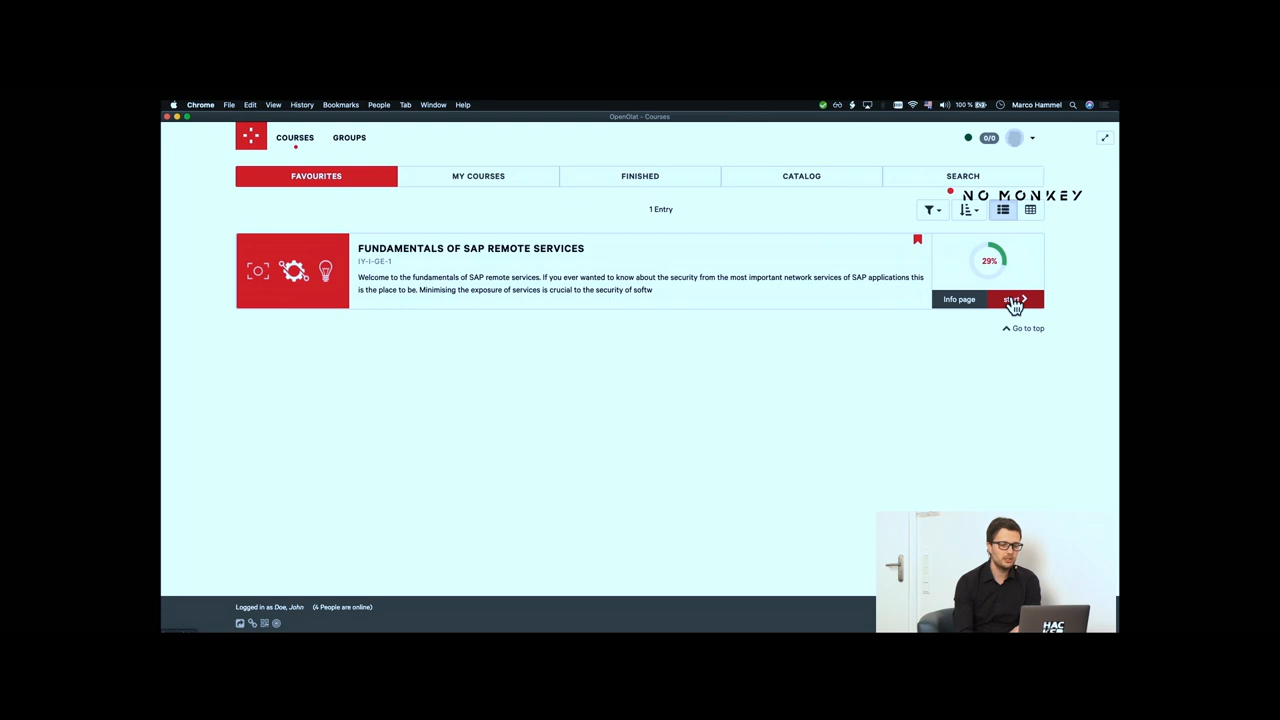 Chrome File Edit View History Bookmarks People Tab Window Help 100 % Marco Hammel
OpenOlat - Courses
COURSES GROUPS 0/0
FAVOURITES MY COURSES FINISHED CATALOG SEARCH
NO MONKEY
1 Entry
FUNDAMENTALS OF SAP REMOTE SERVICES
IY-I-GE-1
Welcome to the fundamentals of SAP remote services. If you ever wanted to know about the security from the most important network services of SAP applications this
is the place to be. Minimising the exposure of services is crucial to the security of softw
29%
Info page
Go to top
Logged in as Doe, John (4 People are online)
HAC